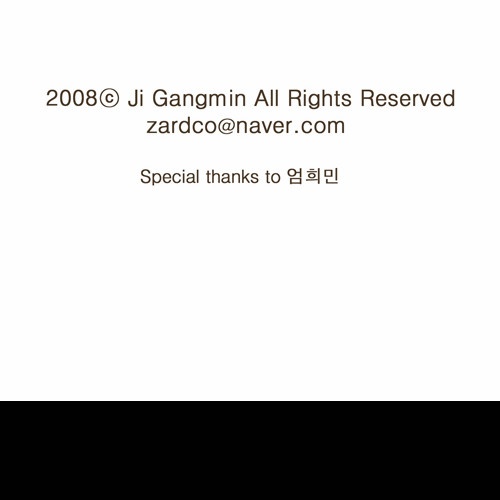 2008ⓒ Ji Gangmin All Rights Reserved
zardco@naver.com
Special thanks to 엄희민